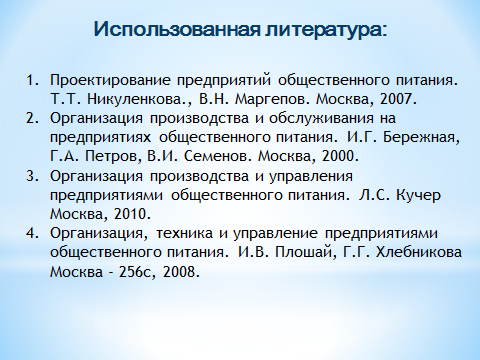 Использованная литература:
1. Проектирование предприятий общественного питания.
Т.Т. Никуленкова., В.Н. Маргепов. Москва, 2007.
2. Организация производства и обслуживания на
предприятиях общественного питания. И.Г. Бережная,
Г.А. Петров, В.И. Семенов. Москва, 2000.
3. Организация производства и управления
предприятиями общественного питания. Л.С. Кучер
Москва, 2010.
4. Организация, техника и управление предприятиями
общественного питания. И.В. Плошай, Г.Г. Хлебникова
Москва - 256с, 2008.